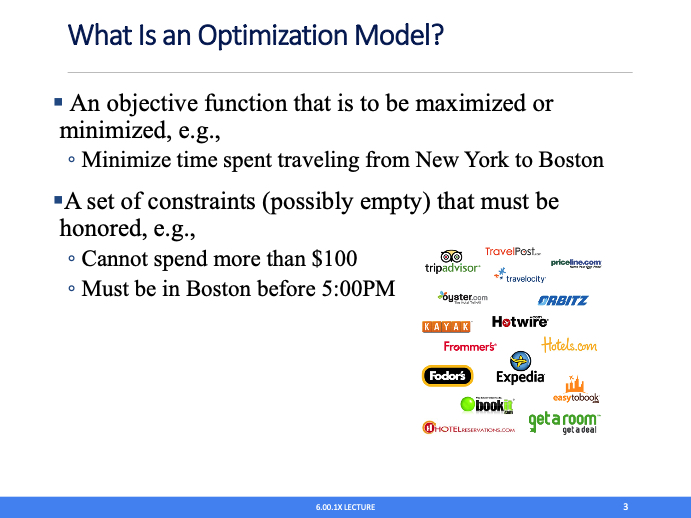 What Is an Optimization Model?
▪ An objective function that is to be maximized or
minimized, e.g.,
◦ Minimize time spent traveling from New York to Boston
▪A set of constraints (possibly empty) that must be
honored, e.g.,
◦ Cannot spend more than $100
◦ Must be in Boston before 5:00PM
tripadvisor
TravelPost.com
priceline.com
travelocity
oyster.com
ORBITZ
KAYAK
Hotwire
.com
Frommer's
Hotels.com
Fodor's
Expedia
easytobook
bookit
.com
HOTELRESERVATIONS.COM
getaroom
get a deal
6.00.1X LECTURE
3